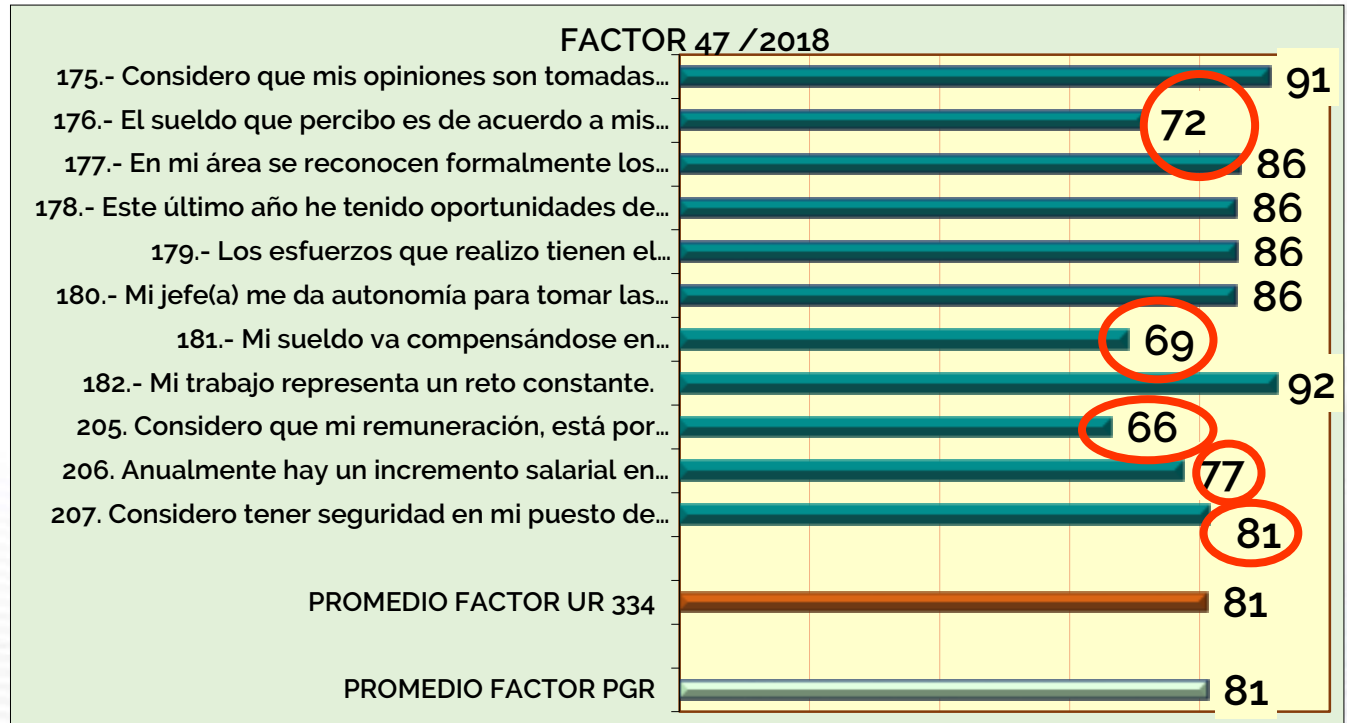 FACTOR 47 /2018
175.- Considero que mis opiniones son tomadas… 91
176.- El sueldo que percibo es de acuerdo a mis… 72
177.- En mi área se reconocen formalmente los… 86
178.- Este último año he tenido oportunidades de… 86
179.- Los esfuerzos que realizo tienen el… 86
180.- Mi jefe(a) me da autonomía para tomar las… 86
181.- Mi sueldo va compensándose en… 69
182.- Mi trabajo representa un reto constante. 92
205. Considero que mi remuneración, está por… 66
206. Anualmente hay un incremento salarial en… 77
207. Considero tener seguridad en mi puesto de… 81
PROMEDIO FACTOR UR 334 81
PROMEDIO FACTOR PGR 81